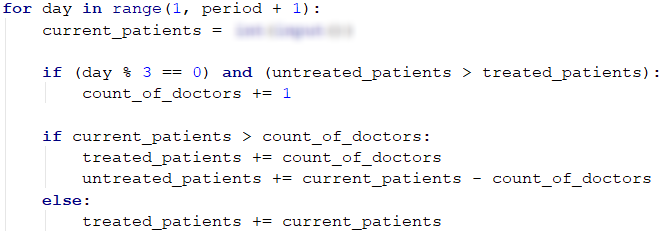 for day in range(1, period + 1):
current_patients =
if (day % 3 == 0) and (untreated_patients > treated_patients):
count_of_doctors += 1
if current_patients > count_of_doctors:
treated_patients += count_of_doctors
untreated_patients += current_patients - count_of_doctors
else:
treated_patients += current_patients